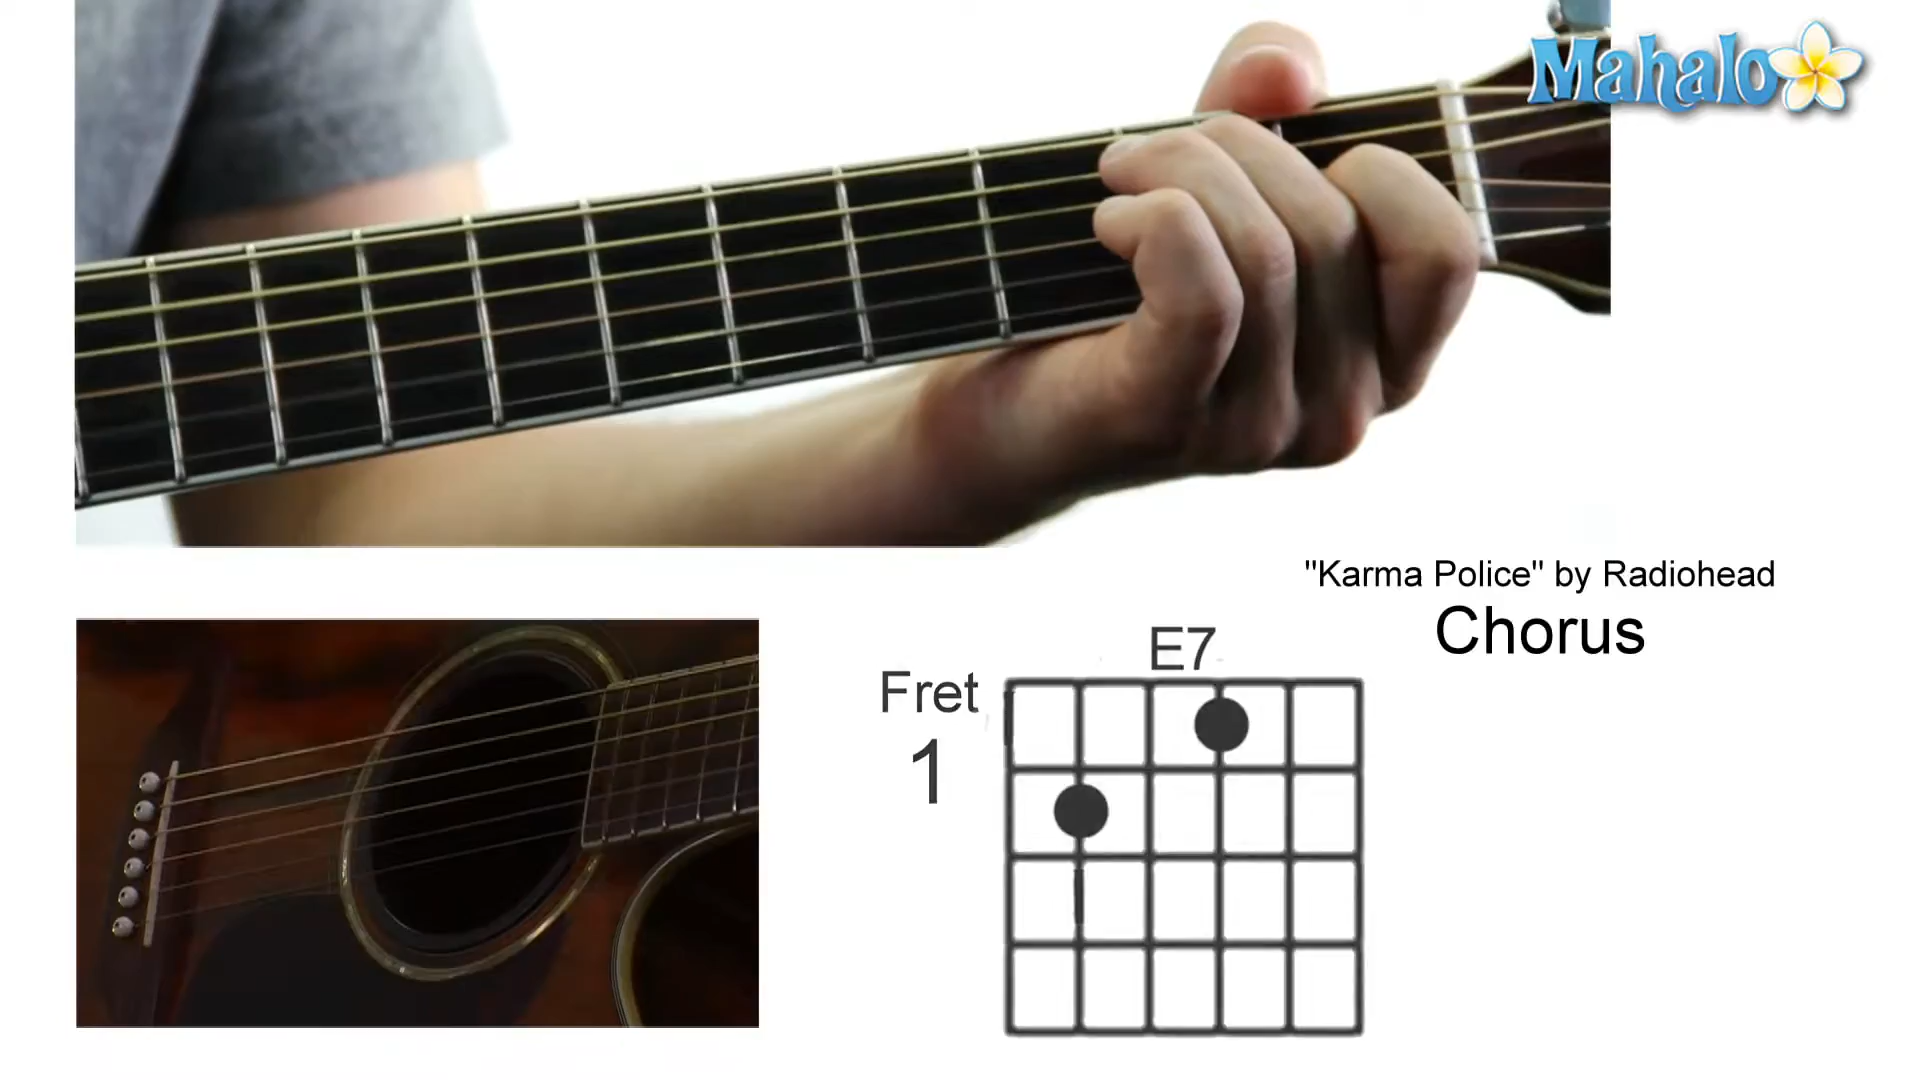 Mahalo
"Karma Police" by Radiohead
Chorus
E7
Fret
1